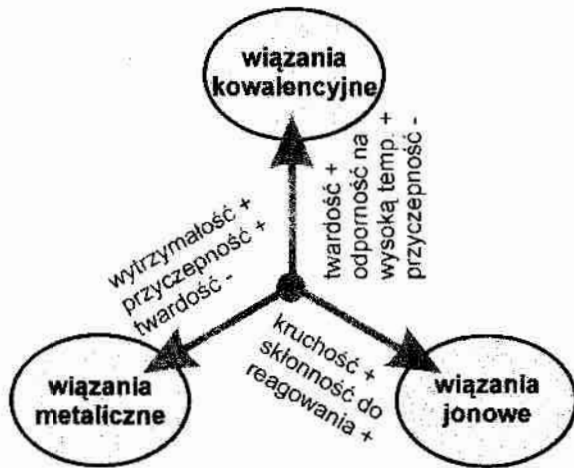 wiązania
kowalencyjne
twardość +
odporność na
wysoką temp. +
przyczepność -
wytrzymałość +
przyczepność +
twardość -
kruchość +
skłonność do
reagowania +
wiązania
metaliczne
wiązania
jonowe